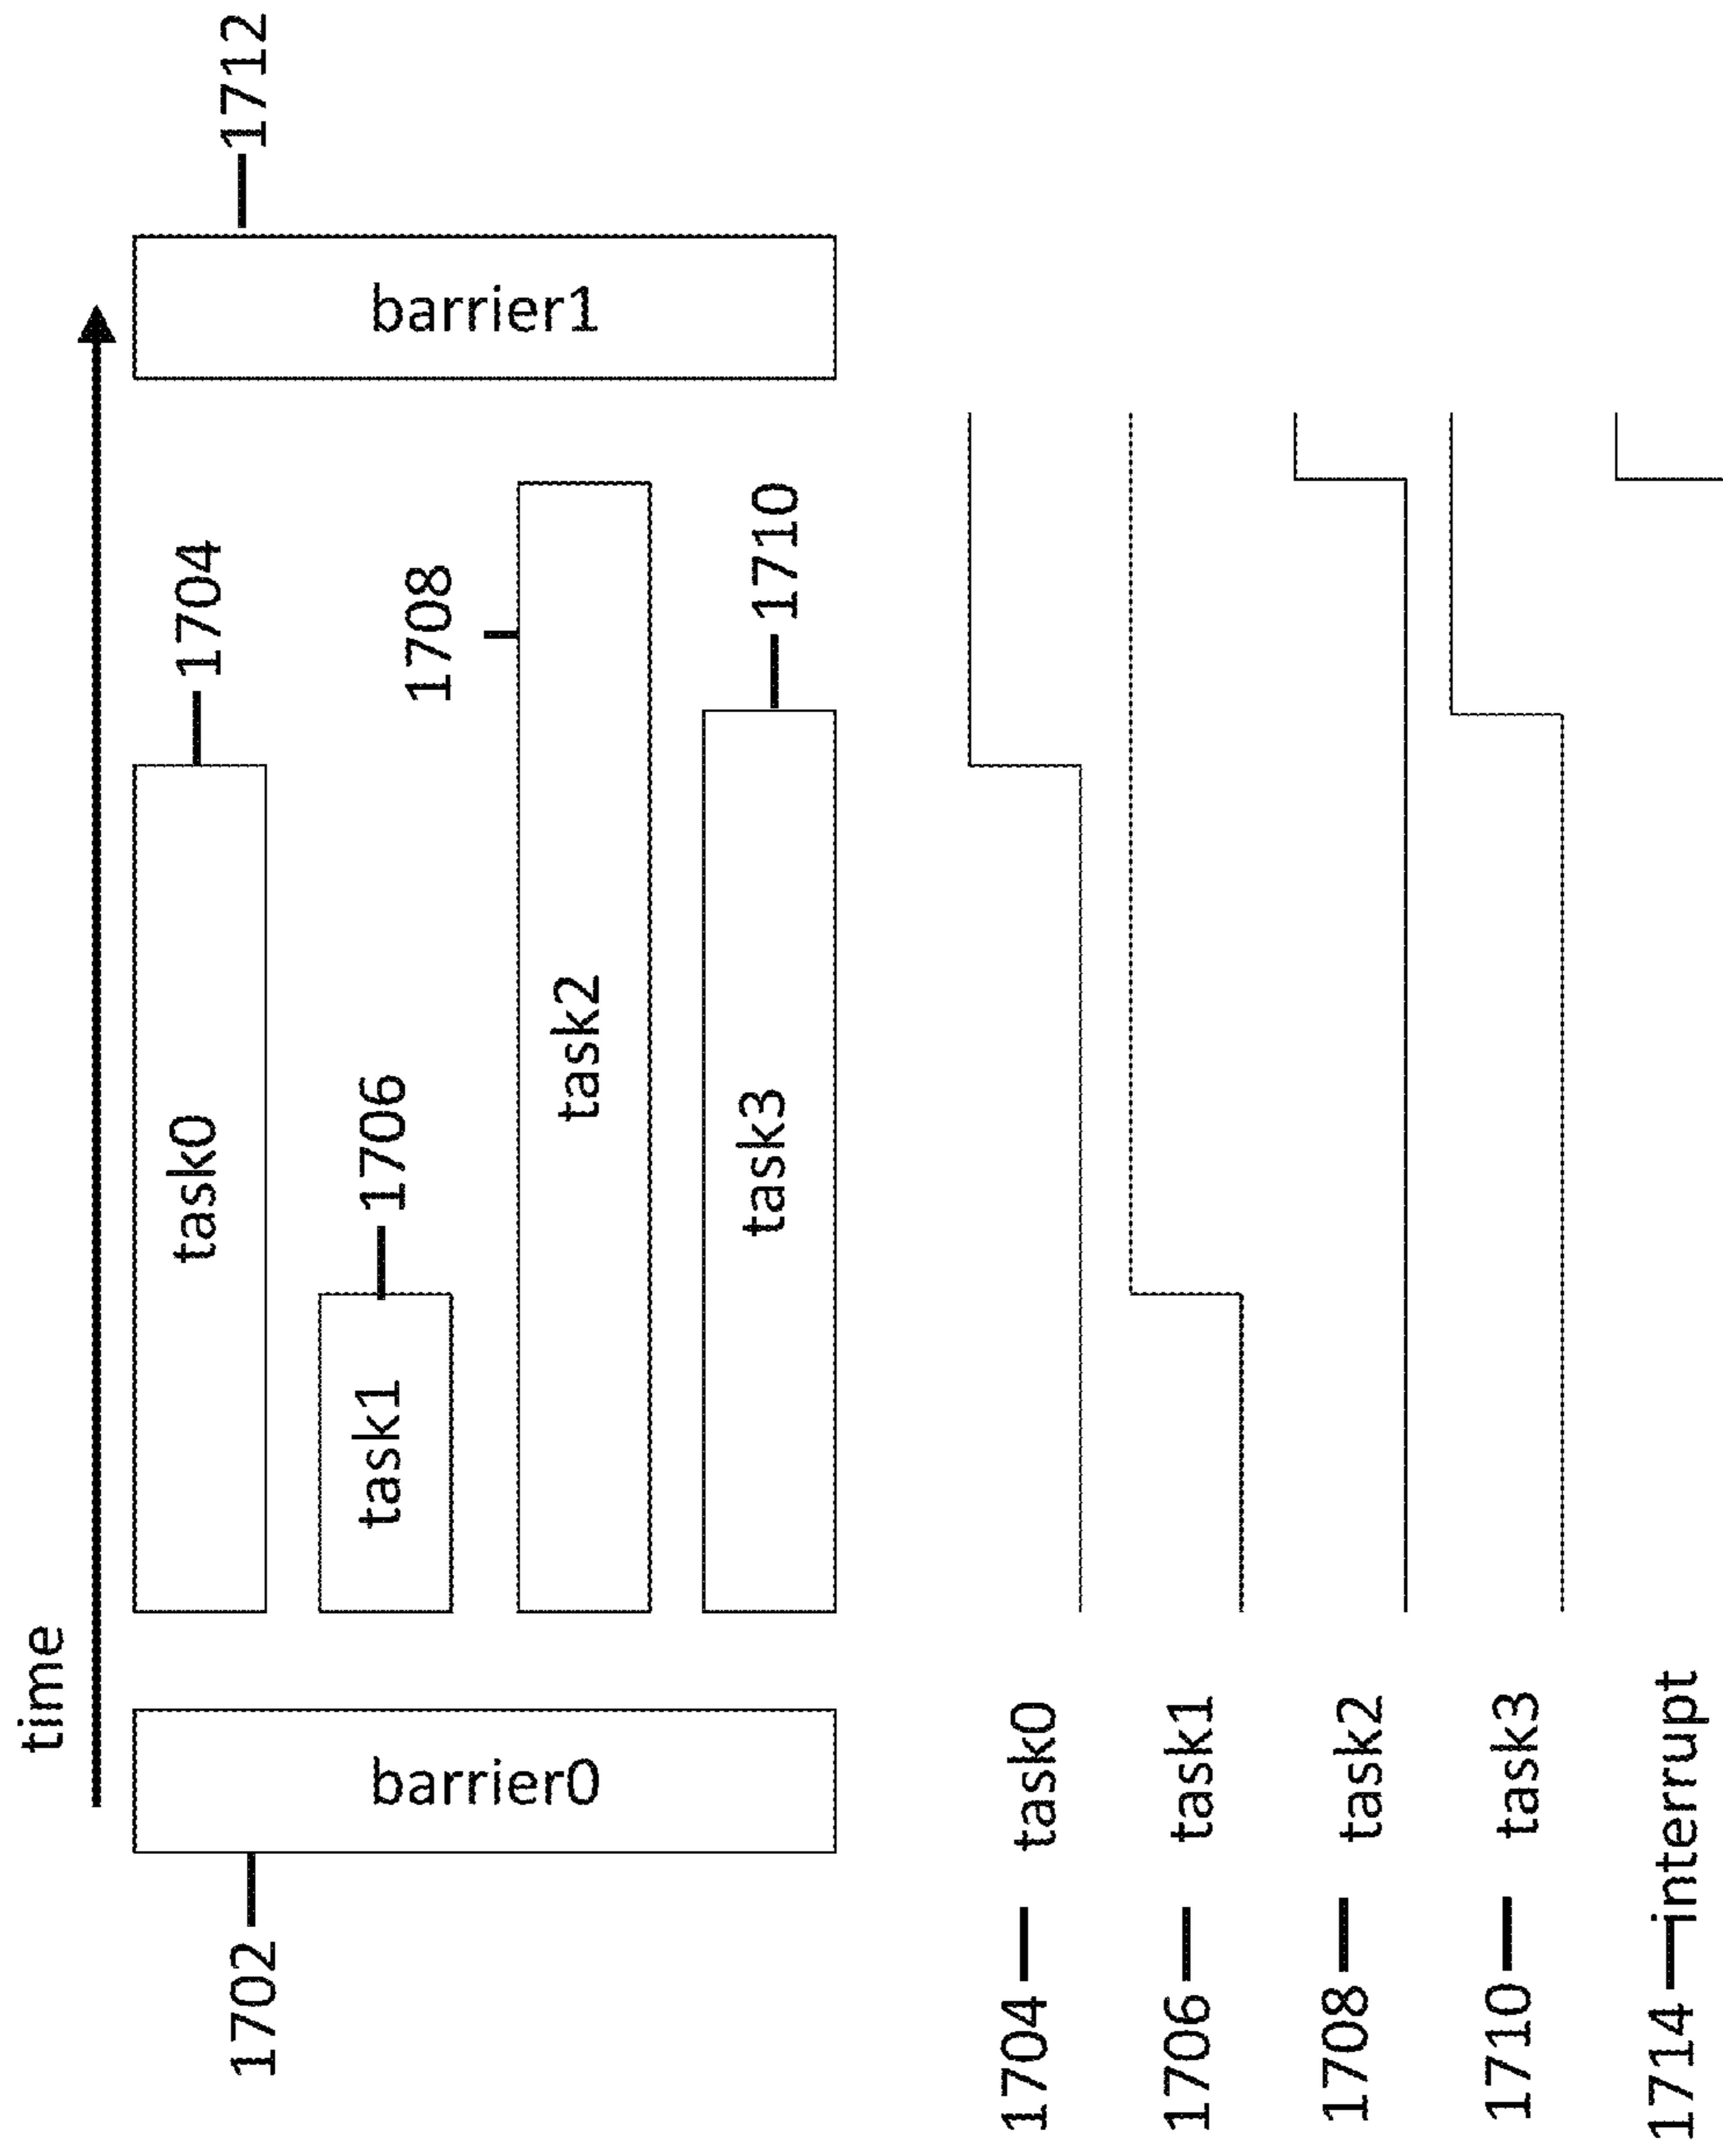 time
1702
barrier0
task0
1704
task1
1706
task2
1708
task3
1710
barrier1
1712
1704 task0
1706 task1
1708 task2
1710 task3
1714 interrupt